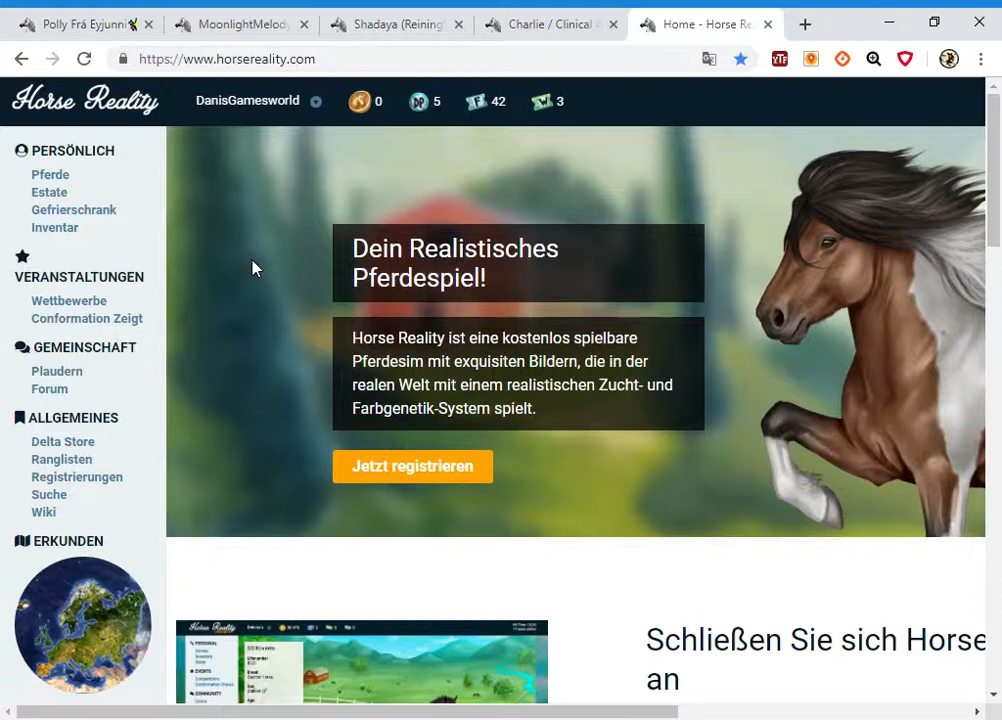 Polly Frá Eyjunni
MoonlightMelody
Shadaya (Reining
Charlie / Clinical A
Home - Horse Re
https://www.horsereality.com
Horse Reality
DanisGamesworld
0
5
42
3
PERSÖNLICH
Pferde
Estate
Gefrierschrank
Inventar
VERANSTALTUNGEN
Wettbewerbe
Conformation Zeigt
GEMEINSCHAFT
Plaudern
Forum
ALLGEMEINES
Delta Store
Ranglisten
Registrierungen
Suche
Wiki
ERKUNDEN
Dein Realistisches
Pferdespiel!
Horse Reality ist eine kostenlos spielbare
Pferdesim mit exquisiten Bildern, die in der
realen Welt mit einem realistischen Zucht- und
Farbgenetik-System spielt.
Jetzt registrieren
Horse Reality
Schließen Sie sich Horse
an